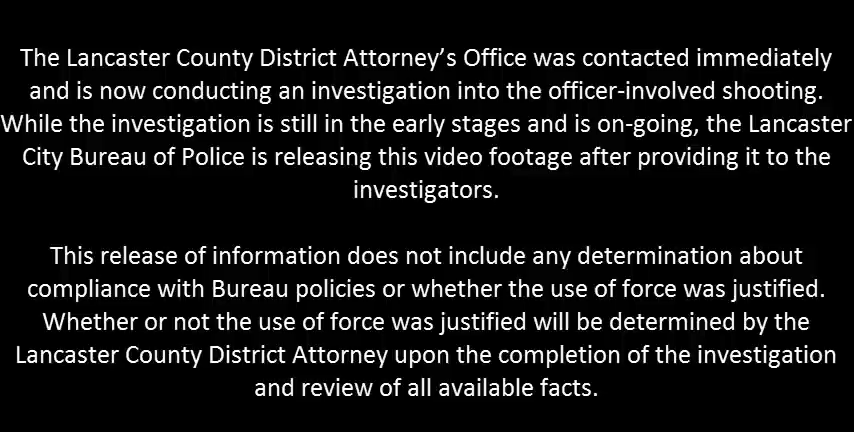 The Lancaster County District Attorney’s Office was contacted immediately
and is now conducting an investigation into the officer-involved shooting.
While the investigation is still in the early stages and is on-going, the Lancaster
City Bureau of Police is releasing this video footage after providing it to the
investigators.
This release of information does not include any determination about
compliance with Bureau policies or whether the use of force was justified.
Whether or not the use of force was justified will be determined by the
Lancaster County District Attorney upon the completion of the investigation
and review of all available facts.